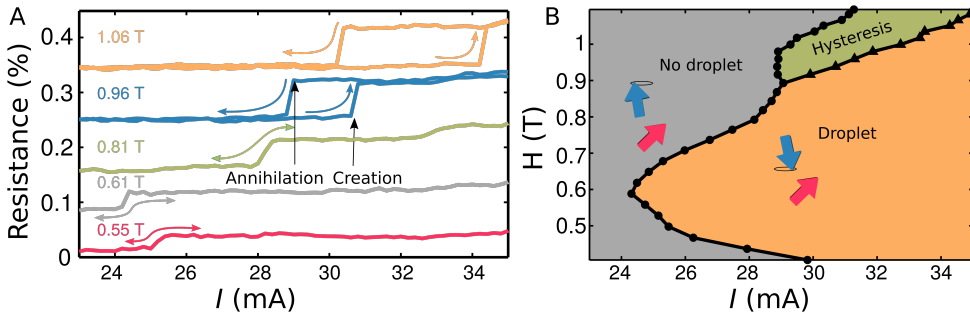 A
Resistance (%)
0.4
0.3
0.2
0.1
0
1.06 T
0.96 T
0.81 T
0.61 T
0.55 T
Annihilation Creation
24 26 28 30 32 34
I (mA)
B
H (T)
1
0.9
0.8
0.7
0.6
0.5
No droplet
Hysteresis
Droplet
24 26 28 30 32 34
I (mA)